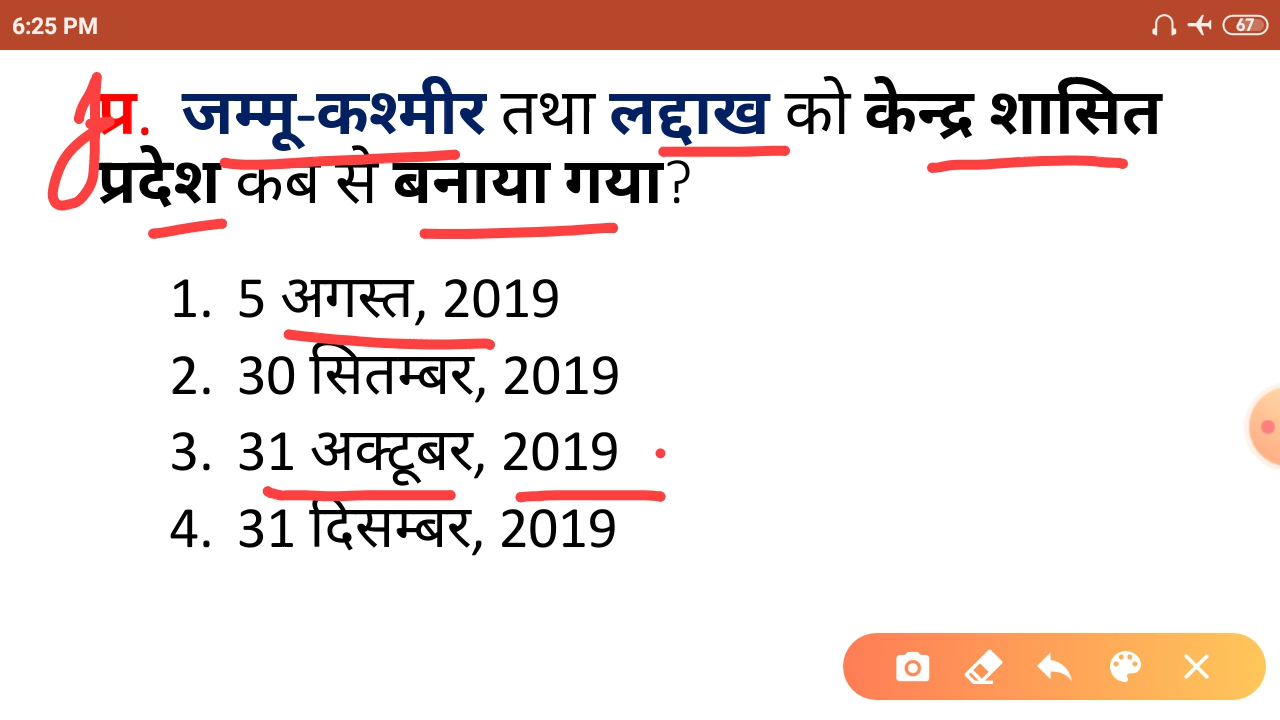 6:25 PM
67
प्र. जम्मू-कश्मीर तथा लद्दाख को केन्द्र शासित
प्रदेश कब से बनाया गया?
1. 5 अगस्त, 2019
2. 30 सितम्बर, 2019
3. 31 अक्टूबर, 2019
4. 31 दिसम्बर, 2019